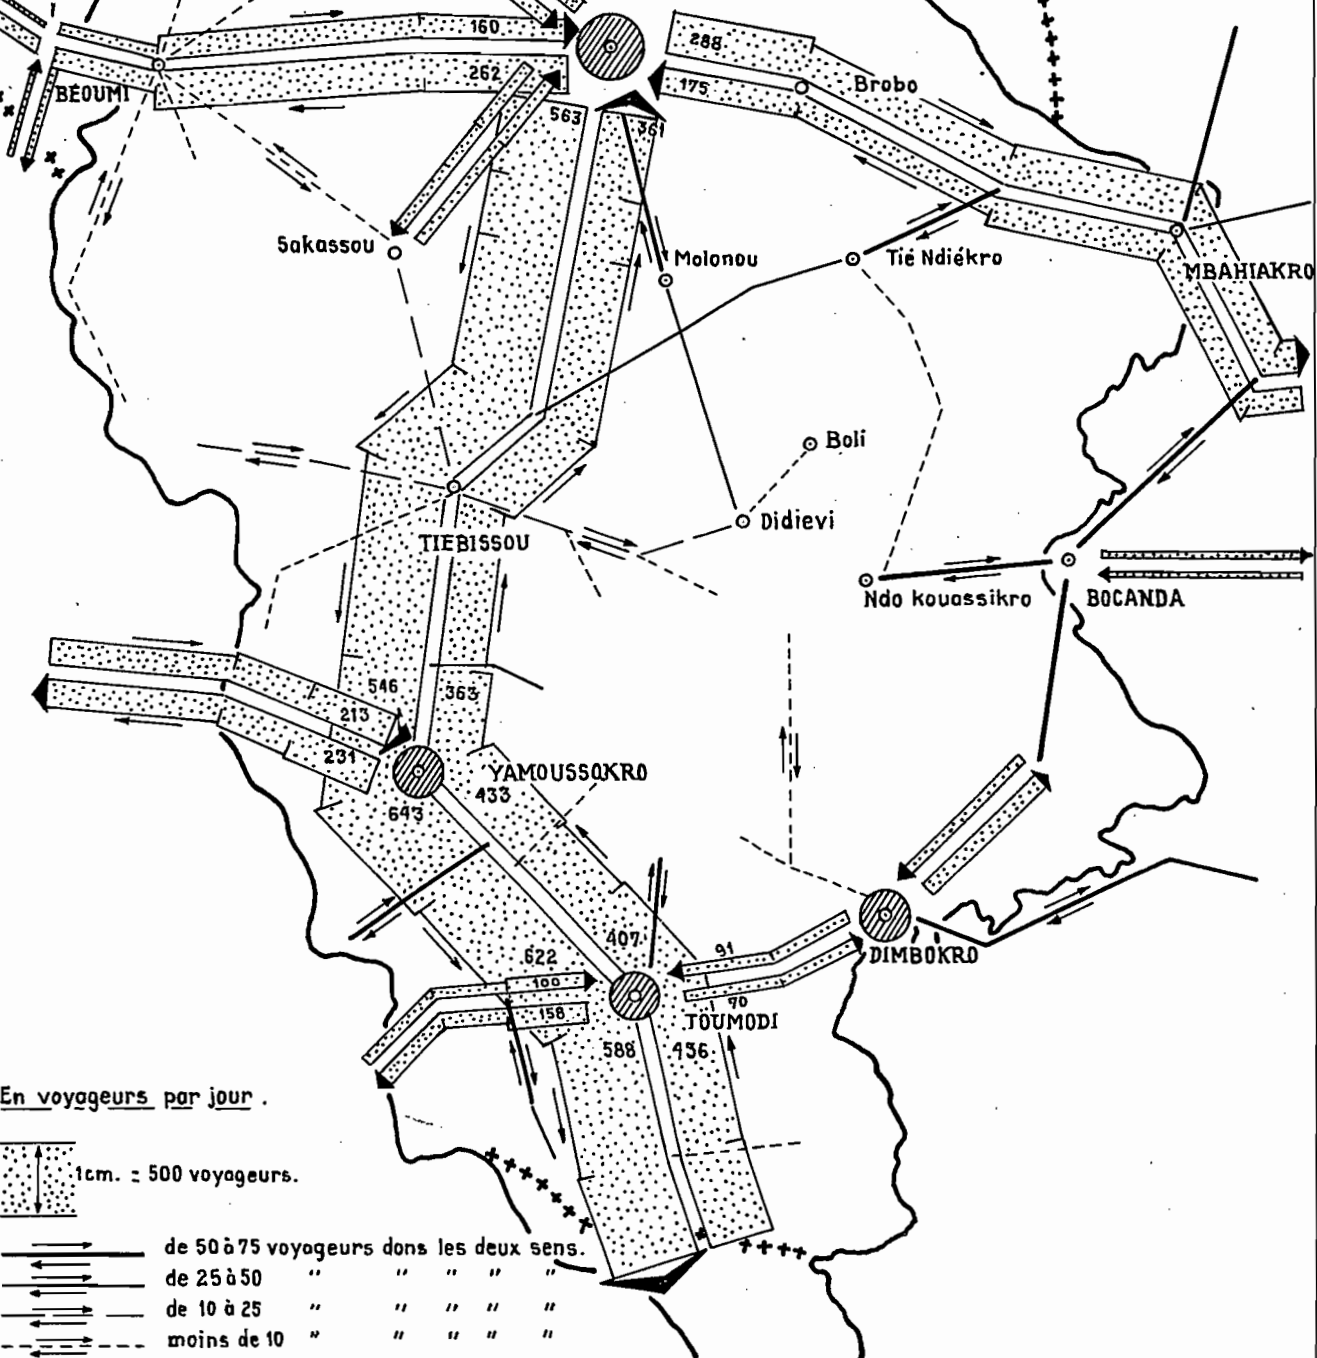 160
288
262
175
BÉOUMI
Brobo
563
361
Sakassou
Molonou
Tié Ndiékro
MBAHIAKRO
Boli
Didievi
TIEBISSOU
Ndo kouassikro
BOCANDA
546
363
213
231
YAMOUSSOKRO
433
643
407
91
622
DIMBOKRO
100
70
158
TOUMODI
588
436
En voyageurs par jour .
1cm. = 500 voyageurs.
de 50 à 75 voyageurs dans les deux sens.
de 25 à 50 " " " " "
de 10 à 25 " " " " "
moins de 10 " " " " "